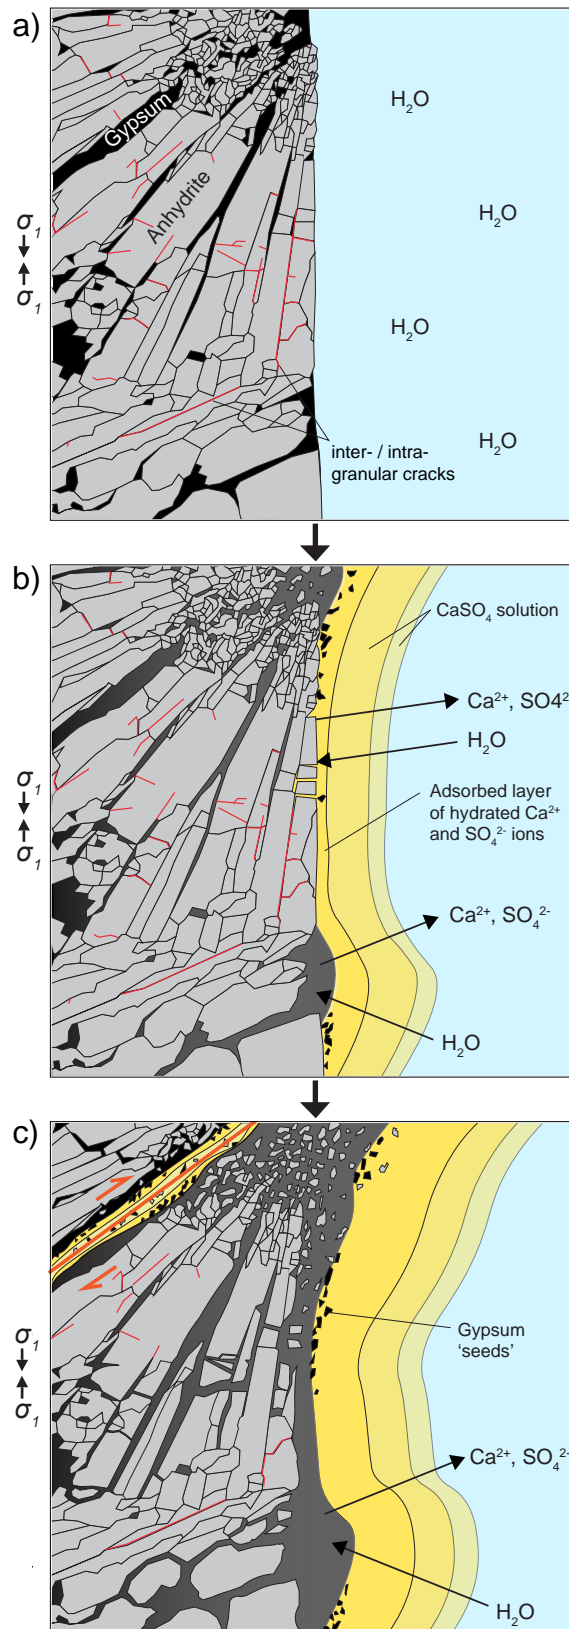 a)
H₂O
Gypsum
H₂O
Anhydrite
σ₁
σ₁
H₂O
H₂O
inter- / intra-
granular cracks
b)
CaSO₄ solution
Ca²⁺, SO4²
H₂O
σ₁
σ₁
Adsorbed layer
of hydrated Ca²⁺
and SO₄²⁻ ions
Ca²⁺, SO₄²⁻
H₂O
c)
σ₁
σ₁
Gypsum
‘seeds’
Ca²⁺, SO₄²⁻
H₂O